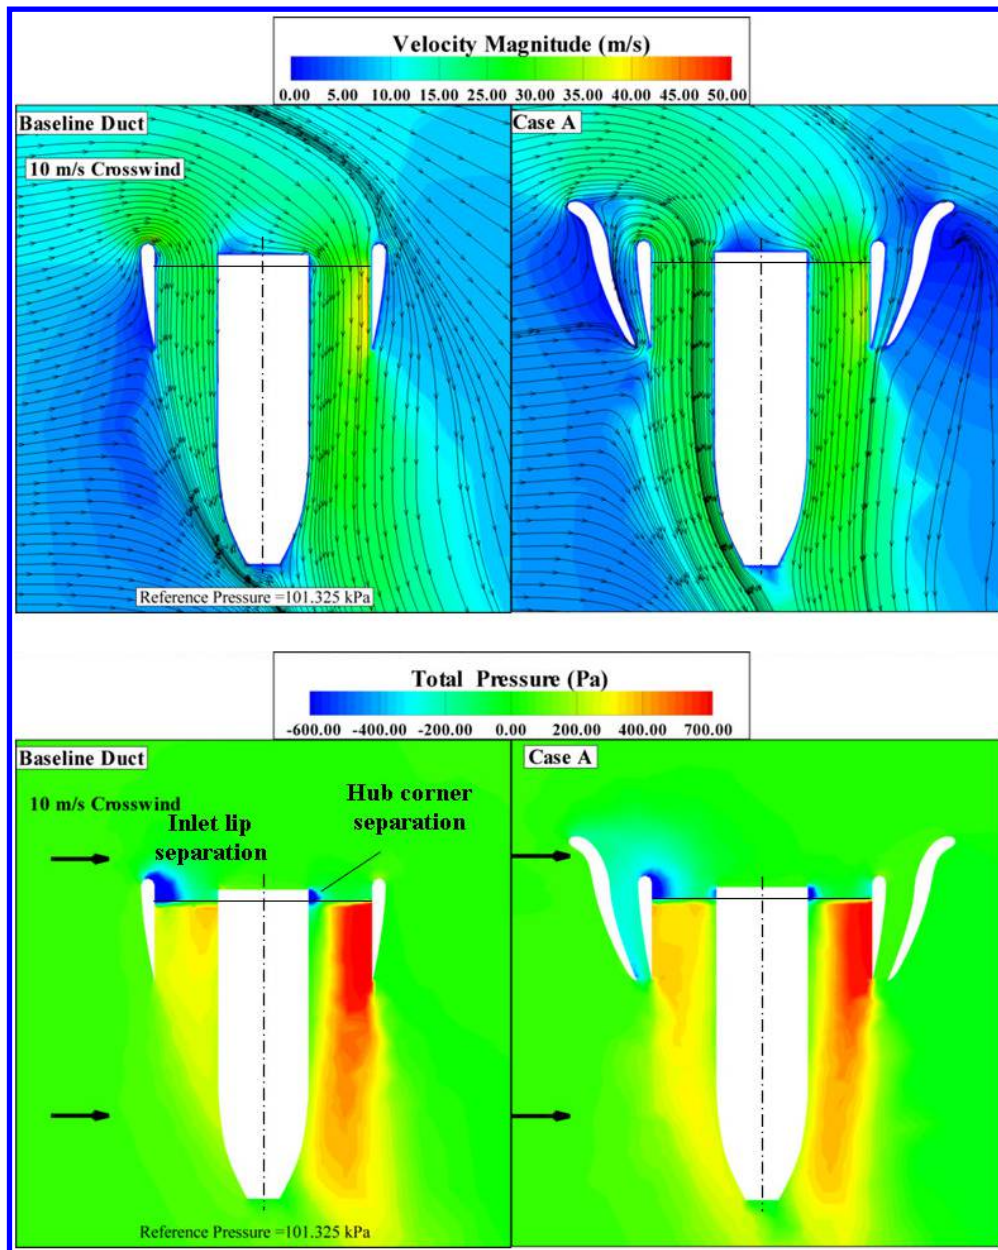 Velocity Magnitude (m/s)
0.00 5.00 10.00 15.00 25.00 30.00 35.00 40.00 45.00 50.00
Baseline Duct
Case A
10 m/s Crosswind
Reference Pressure =101.325 kPa
Total Pressure (Pa)
-600.00 -400.00 -200.00 0.00 200.00 400.00 700.00
Baseline Duct
Case A
10 m/s Crosswind
Hub corner
separation
Inlet lip
separation
Reference Pressure =101.325 kPa